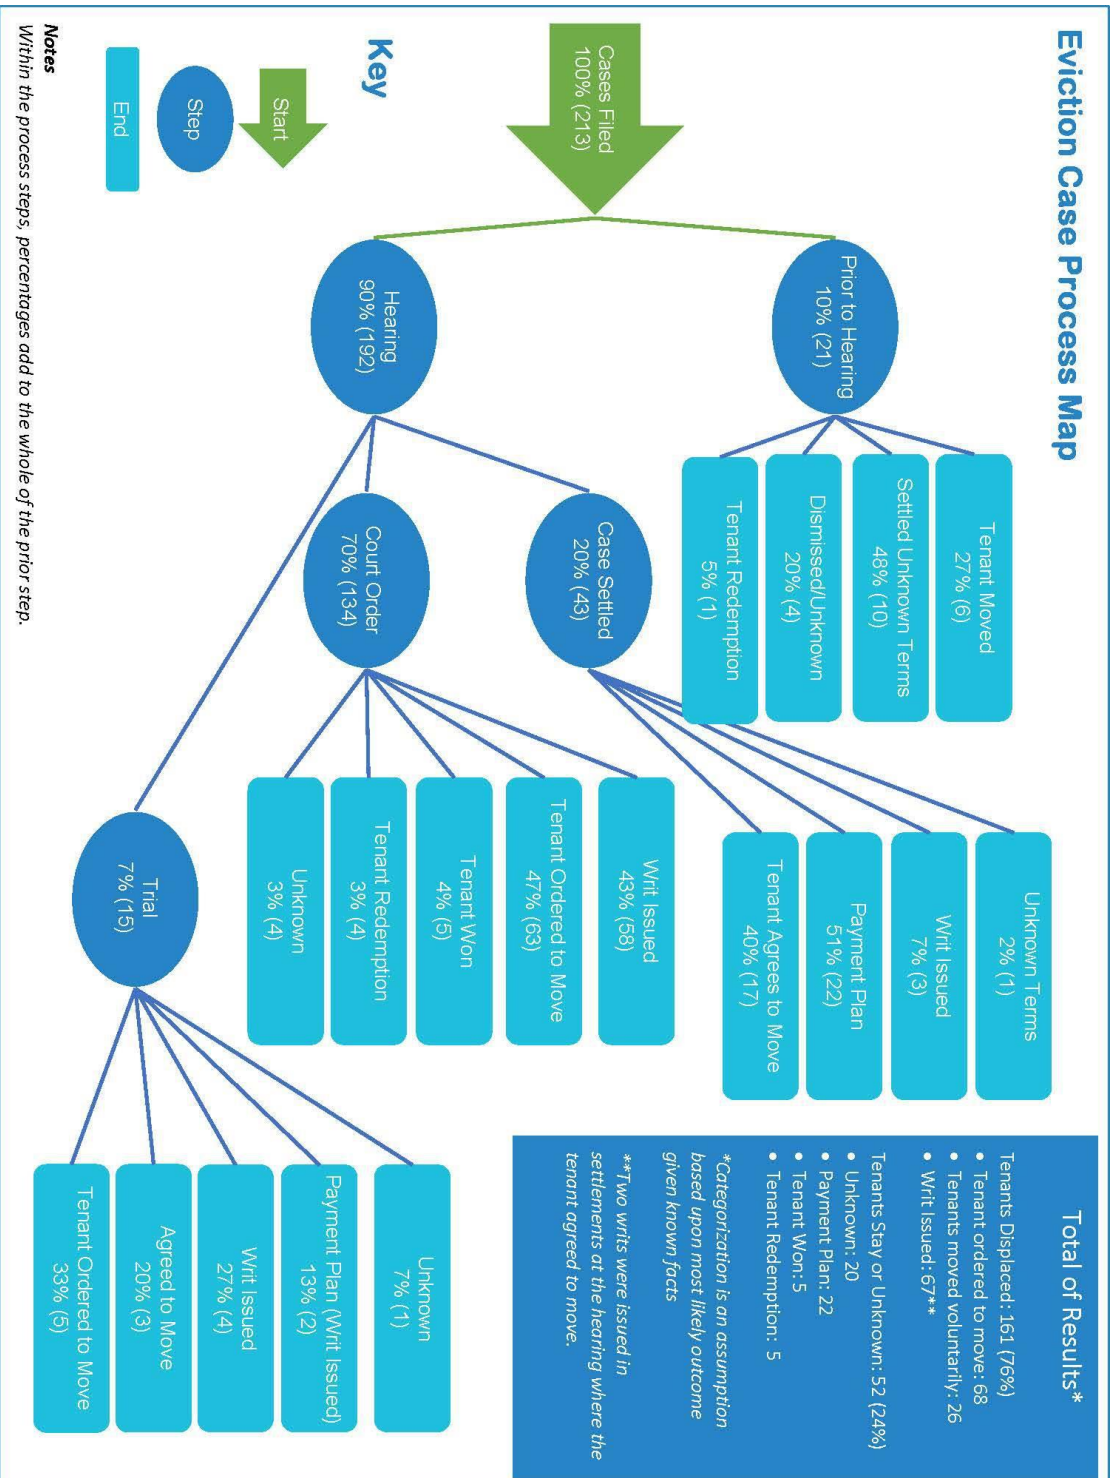 Eviction Case Process Map
Cases Filed
100% (213)
Prior to Hearing
10% (21)
Tenant Moved
27% (6)
Settled Unknown Terms
48% (10)
Dismissed/Unknown
20% (4)
Tenant Redemption
5% (1)
Hearing
90% (192)
Case Settled
20% (43)
Unknown Terms
2% (1)
Writ Issued
7% (3)
Payment Plan
51% (22)
Tenant Agrees to Move
40% (17)
Court Order
70% (134)
Writ Issued
43% (58)
Tenant Ordered to Move
47% (63)
Tenant Won
4% (5)
Tenant Redemption
3% (4)
Unknown
3% (4)
Trial
7% (15)
Unknown
7% (1)
Payment Plan (Writ Issued)
13% (2)
Writ Issued
27% (4)
Agreed to Move
20% (3)
Tenant Ordered to Move
33% (5)
Total of Results*
Tenants Displaced: 161 (76%)
• Tenant ordered to move: 68
• Tenants moved voluntarily: 26
• Writ Issued: 67**
Tenants Stay or Unknown: 52 (24%)
• Unknown: 20
• Payment Plan: 22
• Tenant Won: 5
• Tenant Redemption: 5
*Categorization is an assumption
based upon most likely outcome
given known facts
**Two writs were issued in
settlements at the hearing where the
tenant agreed to move.
Key
Start
Step
End
Notes
Within the process steps, percentages add to the whole of the prior step.